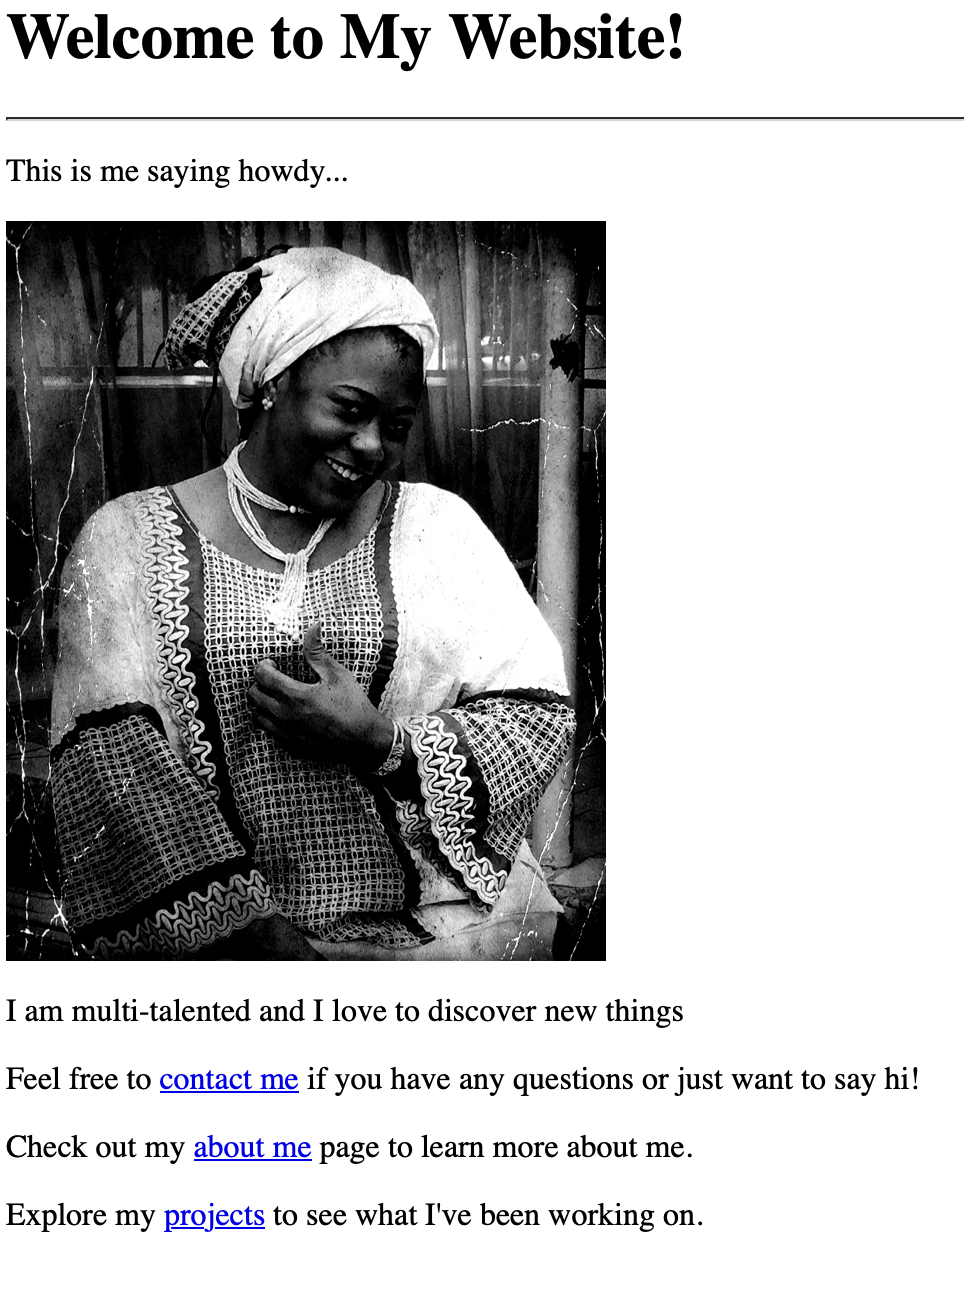 Welcome to My Website!
This is me saying howdy...
I am multi-talented and I love to discover new things
Feel free to contact me if you have any questions or just want to say hi!
Check out my about me page to learn more about me.
Explore my projects to see what I've been working on.